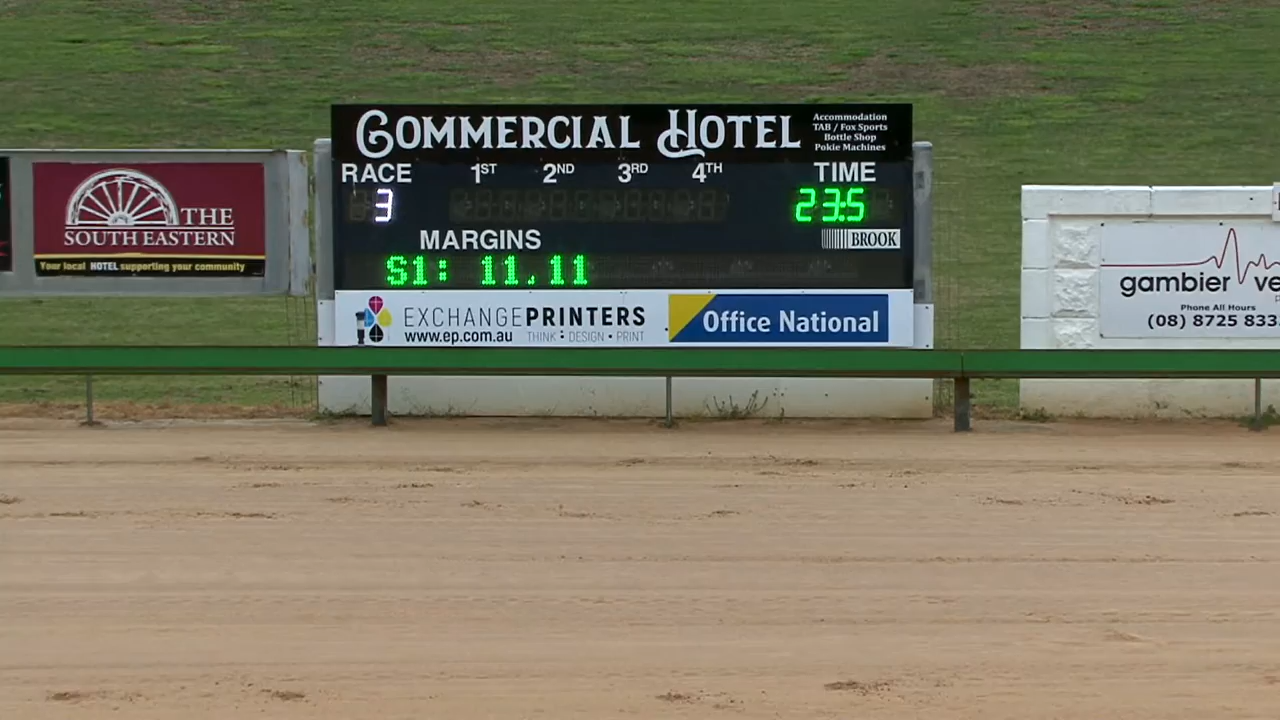 COMMERCIAL HOTEL
Accommodation
TAB / Fox Sports
Bottle Shop
Pokie Machines
RACE 1ST 2ND 3RD 4TH TIME
3 23.5
MARGINS
BROOK
S1: 11.11
EXCHANGEPRINTERS
www.ep.com.au THINK : DESIGN • PRINT
Office National
THE
SOUTH EASTERN
Your local HOTEL supporting your community
gambier ve
Phone All Hours
(08) 8725 833